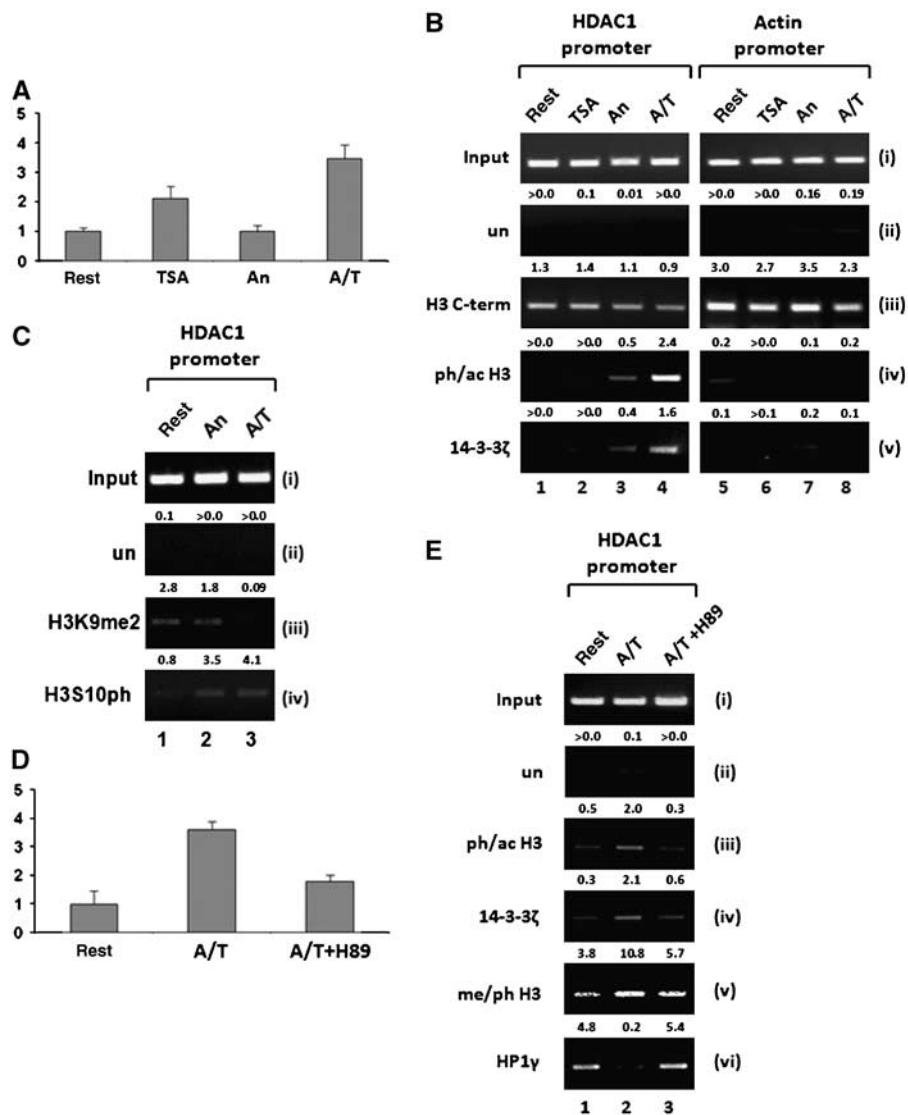 A
5
4
3
2
1
0
Rest TSA An A/T
B
HDAC1 promoter
Actin promoter
Rest TSA An A/T Rest TSA An A/T
Input (i)
>0.0 0.1 0.01 >0.0 >0.0 >0.0 0.16 0.19
un (ii)
1.3 1.4 1.1 0.9 3.0 2.7 3.5 2.3
H3 C-term (iii)
>0.0 >0.0 0.5 2.4 0.2 >0.0 0.1 0.2
ph/ac H3 (iv)
>0.0 >0.0 0.4 1.6 0.1 >0.1 0.2 0.1
14-3-3ζ (v)
1 2 3 4 5 6 7 8
C
HDAC1
promoter
Rest An A/T
Input (i)
0.1 >0.0 >0.0
un (ii)
2.8 1.8 0.09
H3K9me2 (iii)
0.8 3.5 4.1
H3S10ph (iv)
1 2 3
D
5
4
3
2
1
0
Rest A/T A/T+H89
E
HDAC1
promoter
Rest A/T A/T+H89
Input (i)
>0.0 0.1 >0.0
un (ii)
0.5 2.0 0.3
ph/ac H3 (iii)
0.3 2.1 0.6
14-3-3ζ (iv)
3.8 10.8 5.7
me/ph H3 (v)
4.8 0.2 5.4
HP1γ (vi)
1 2 3